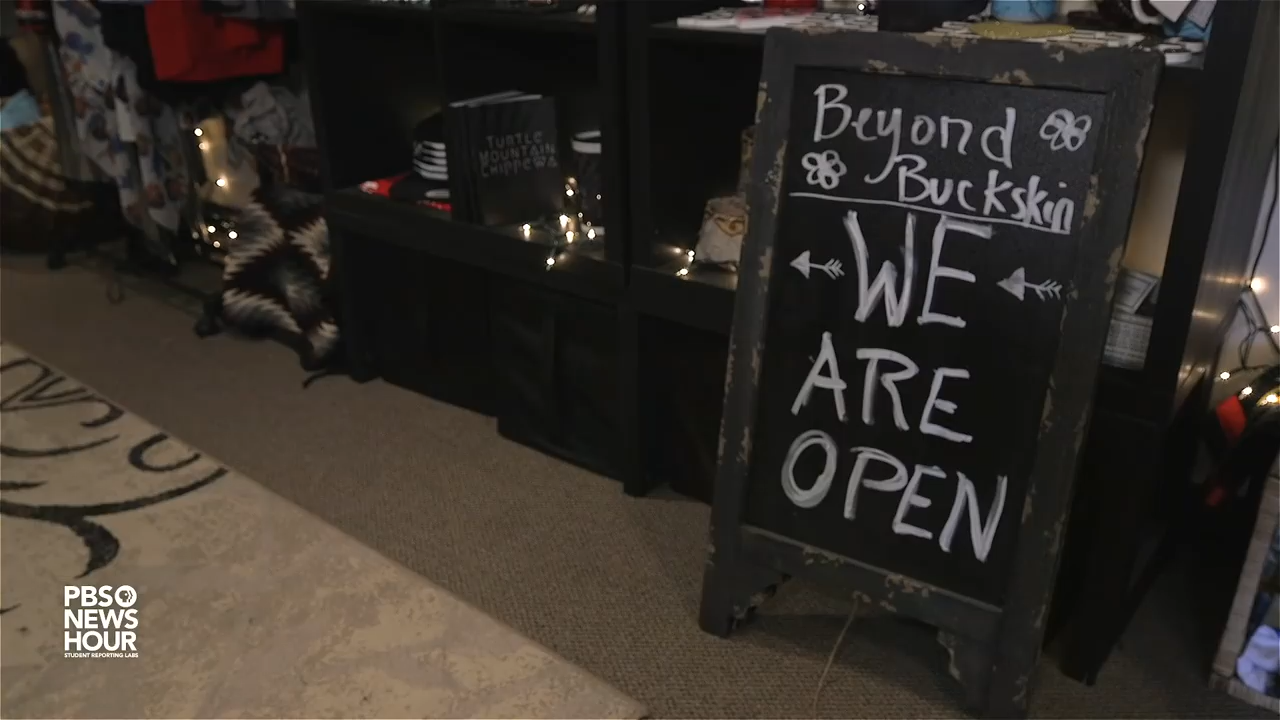 Beyond
Buckskin
WE
ARE
OPEN
TURTLE
MOUNTAIN
CHIPPEWA
PBS
NEWS
HOUR
STUDENT REPORTING LABS